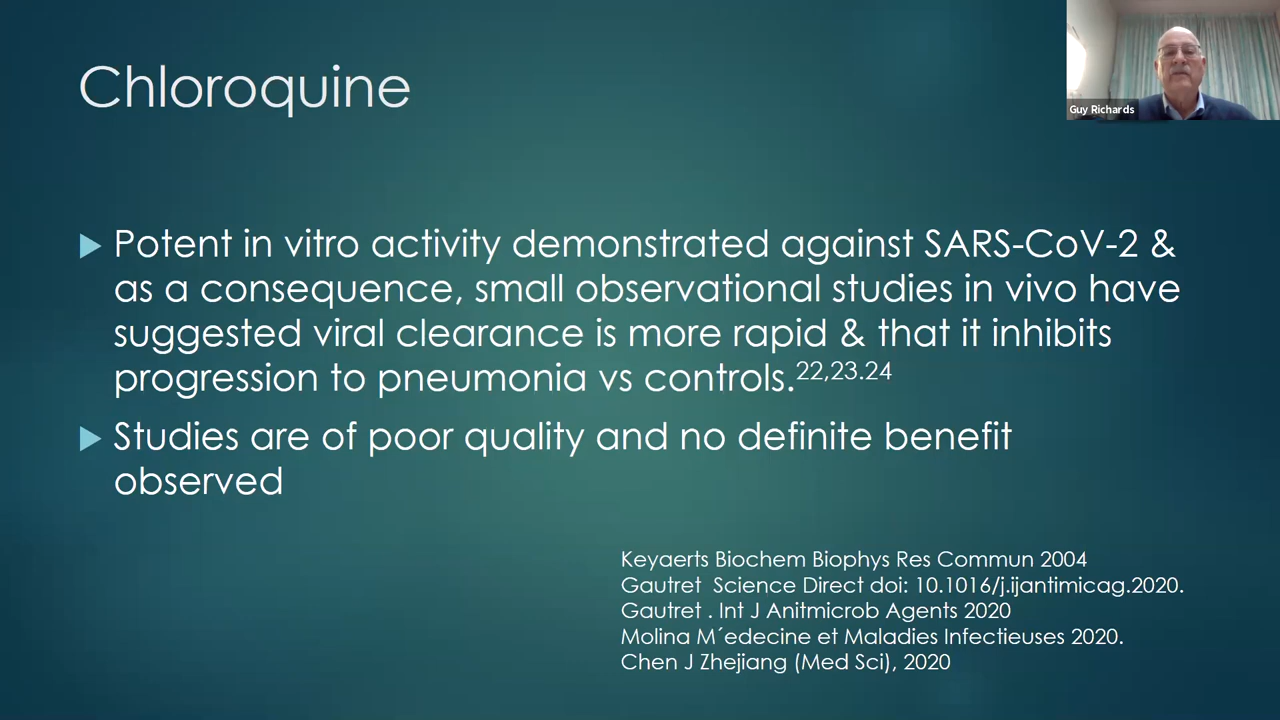 Chloroquine
Guy Richards
Potent in vitro activity demonstrated against SARS-CoV-2 &
as a consequence, small observational studies in vivo have
suggested viral clearance is more rapid & that it inhibits
progression to pneumonia vs controls.22,23.24
Studies are of poor quality and no definite benefit
observed
Keyaerts Biochem Biophys Res Commun 2004
Gautret Science Direct doi: 10.1016/j.ijantimicag.2020.
Gautret . Int J Anitmicrob Agents 2020
Molina M´edecine et Maladies Infectieuses 2020.
Chen J Zhejiang (Med Sci), 2020